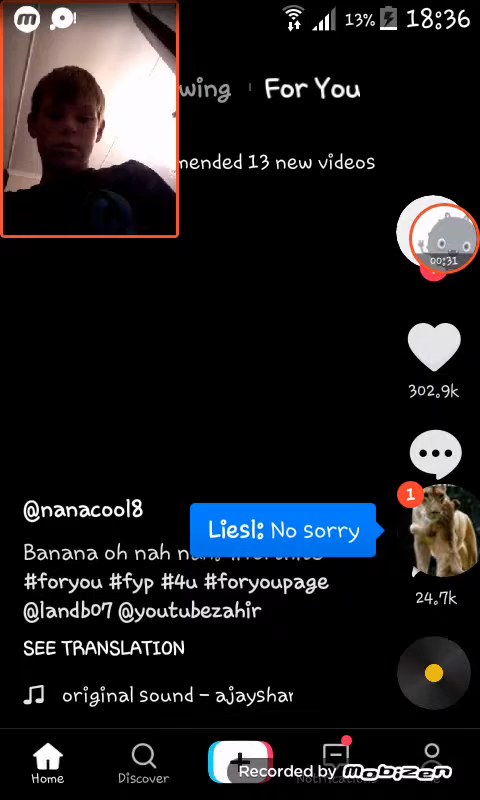 13% 18:36
wing | For You
mended 13 new videos
00:31
302.9k
1
@nanacool8
Liesl: No sorry
Banana oh nah
#foryou #fyp #4u #foryoupage
@landb07 @youtubezahir
24.7k
SEE TRANSLATION
original sound - ajayshar
Home
Discover
Notifications
Recorded by Mobizen